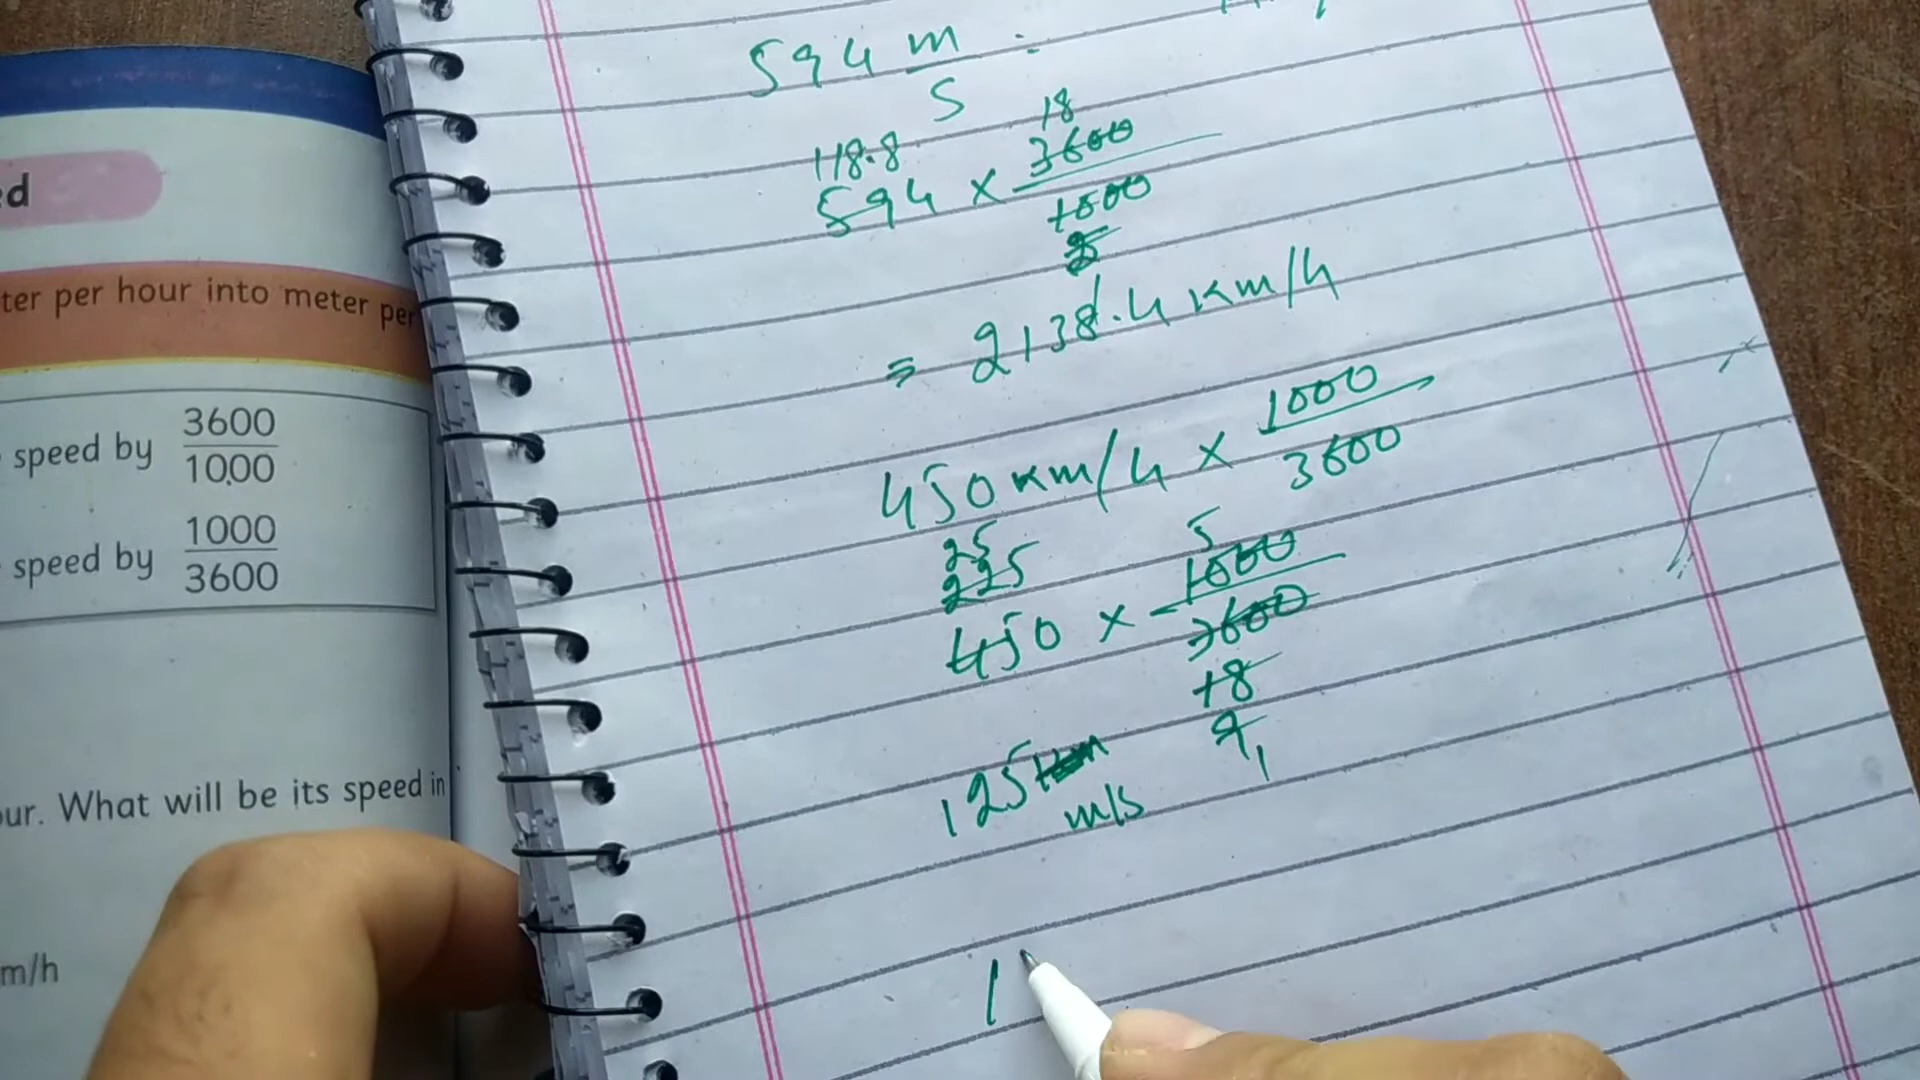 ed
ter per hour into meter per
speed by 3600
1000
speed by 1000
3600
our. What will be its speed in
m/h
594 m
s
118.8 18
594 × 3600
1000
5
1
= 2138.4 km/h
450 km/h × 1000
3600
25
225 5
450 × 1000
3600
18
9
1
125
m/s
1